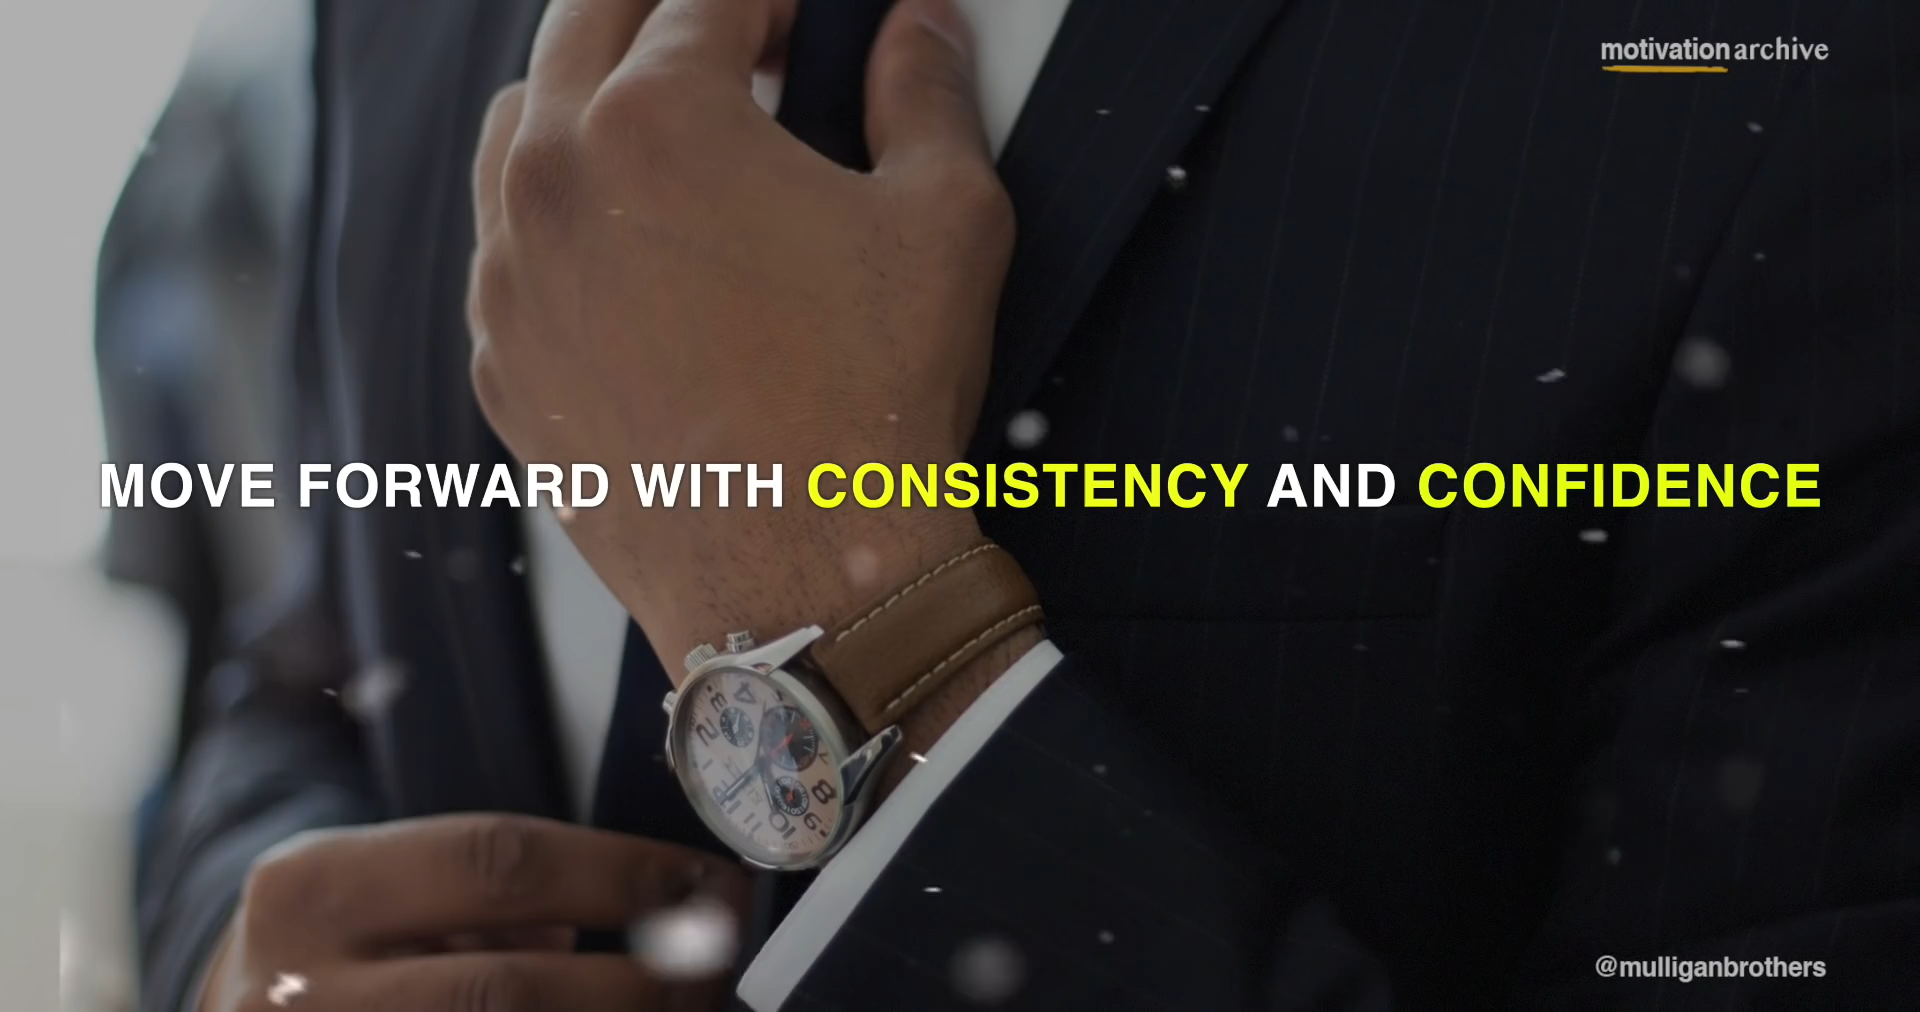 motivationarchive
MOVE FORWARD WITH CONSISTENCY AND CONFIDENCE
@mulliganbrothers